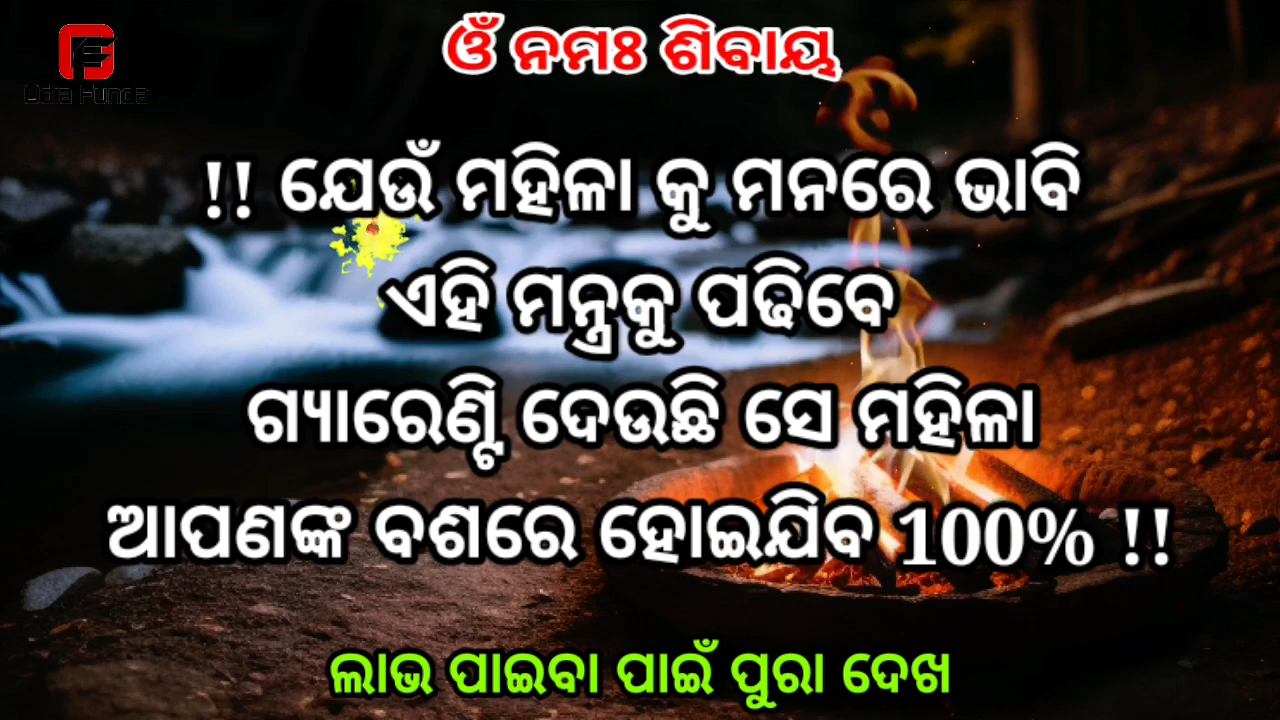 ଓଁ ନମଃ ଶିବାୟ
Odia Funda
!! ଯେଉଁ ମହିଳା କୁ ମନରେ ଭାବି
ଏହି ମନ୍ତ୍ରକୁ ପଢିବେ
ଗ୍ୟାରେଣ୍ଟି ଦେଉଛି ସେ ମହିଳା
ଆପଣଙ୍କ ବଶରେ ହୋଇଯିବ 100% !!
ଲାଭ ପାଇବା ପାଇଁ ପୁରା ଦେଖ